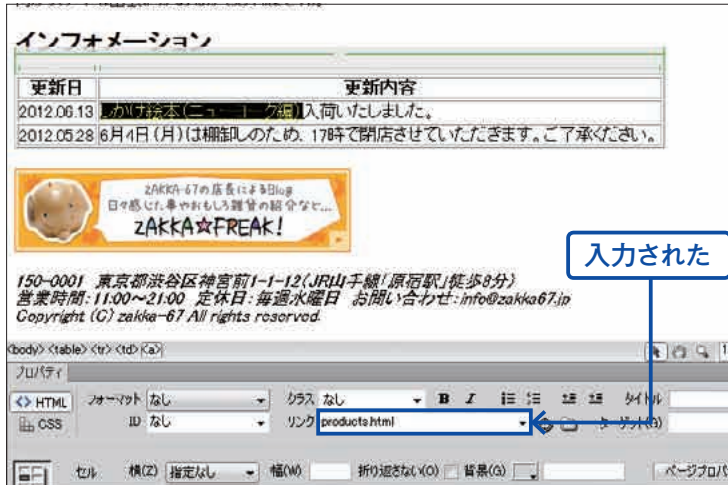 インフォメーション
更新日 更新内容
2012.06.13 しかけ絵本(ニューヨーク編)入荷いたしました。
2012.05.28 6月4日(月)は棚卸しのため、17時で閉店させていただきます。ご了承ください。
zAKKA-67の店長によるBlog
日々感じた事やおもしろ雑貨の紹介など...
zAKKA☆FREAK!
入力された
150-0001 東京都渋谷区神宮前1-1-12(JR山手線「原宿駅」徒歩8分)
営業時間:11:00～21:00 定休日:毎週水曜日 お問い合わせ:info@zakka67.jp
Copyright (C) zakka-67 All rights reserved.
<body> <table> <tr> <td> <a>
プロパティ
<> HTML フォーマット なし クラス なし B I タイトル
CSS ID なし リンク products.html ターゲット(G)
セル 横(Z) 指定なし 幅(W) 折り返さない(O) 背景(G) ページプロパ